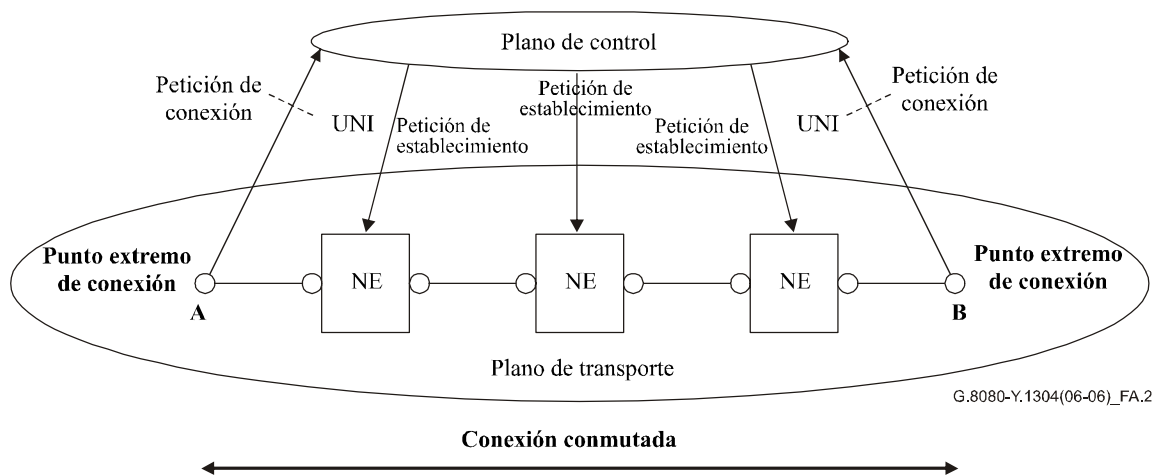 Plano de control
Petición de
conexión
UNI
Petición de
establecimiento
Petición de
establecimiento
Petición de
establecimiento
UNI
Petición de
conexión
Punto extremo
de conexión
A
NE
NE
NE
Punto extremo
de conexión
B
Plano de transporte
G.8080-Y.1304(06-06)_FA.2
Conexión conmutada